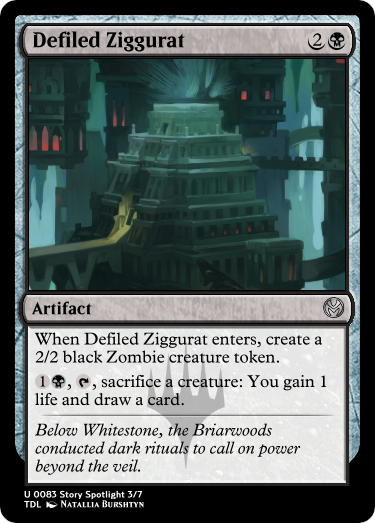 Defiled Ziggurat 2
Artifact
When Defiled Ziggurat enters, create a
2/2 black Zombie creature token.
1, , sacrifice a creature: You gain 1
life and draw a card.
Below Whitestone, the Briarwoods
conducted dark rituals to call on power
beyond the veil.
U 0083 Story Spotlight 3/7
TDL Natallia Burshtyn